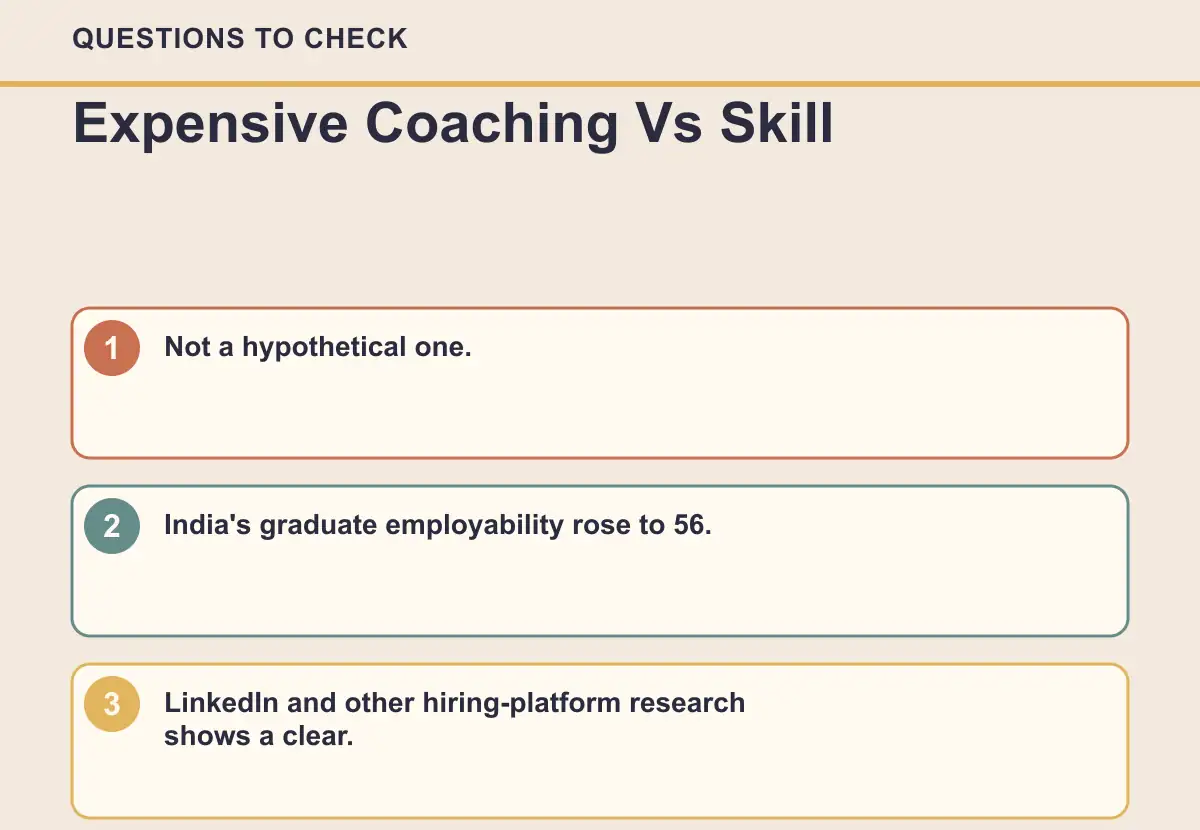 QUESTIONS TO CHECK
Expensive Coaching Vs Skill
1
Not a hypothetical one.
2
India's graduate employability rose to 56.
3
LinkedIn and other hiring-platform research
shows a clear.